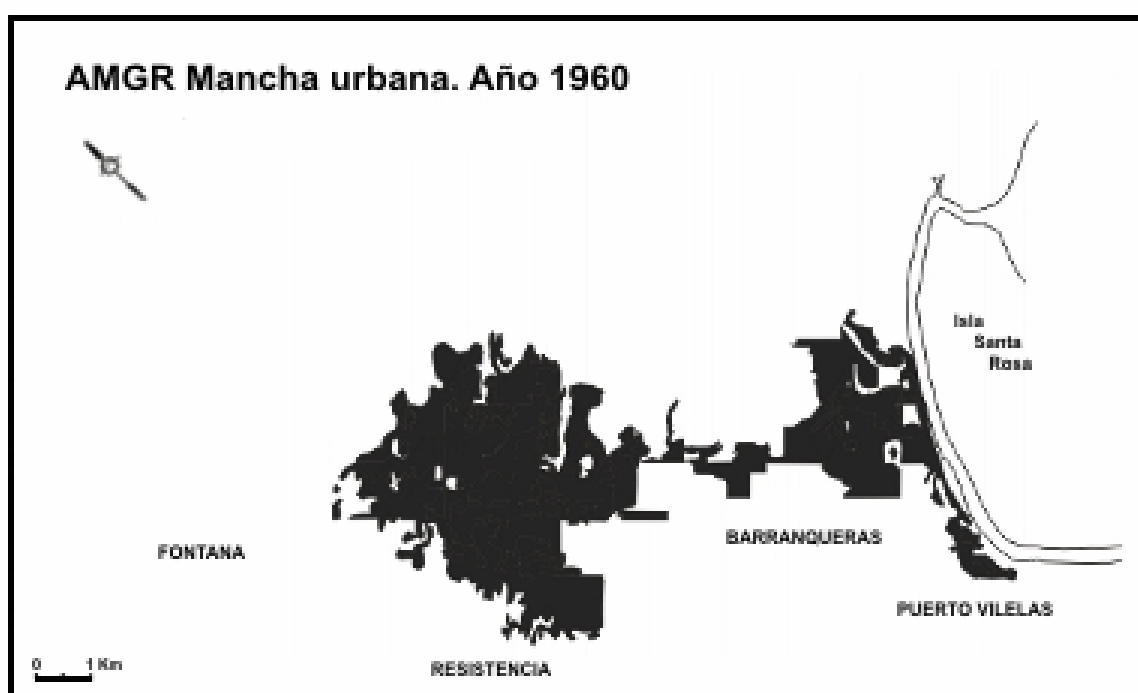 AMGR Mancha urbana. Año 1960
Isla
Santa
Rosa
BARRANQUERAS
FONTANA
PUERTO VILELAS
0 1 Km
RESISTENCIA